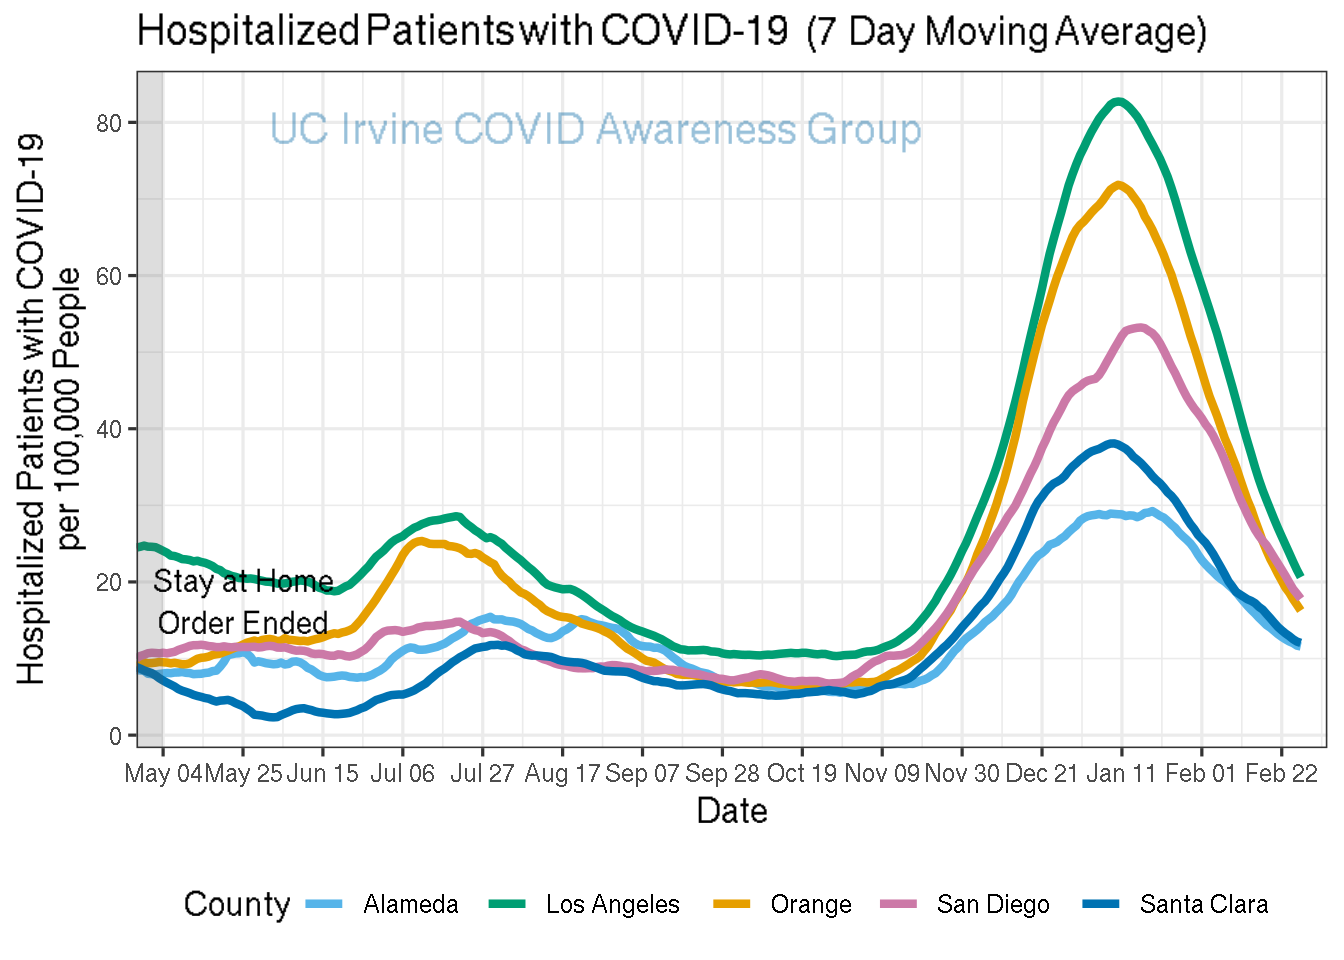 Hospitalized Patients with COVID-19 (7 Day Moving Average)
UC Irvine COVID Awareness Group
Hospitalized Patients with COVID-19
per 100,000 People
80
60
40
20
0
Stay at Home
Order Ended
May 04 May 25 Jun 15 Jul 06 Jul 27 Aug 17 Sep 07 Sep 28 Oct 19 Nov 09 Nov 30 Dec 21 Jan 11 Feb 01 Feb 22
Date
County Alameda Los Angeles Orange San Diego Santa Clara